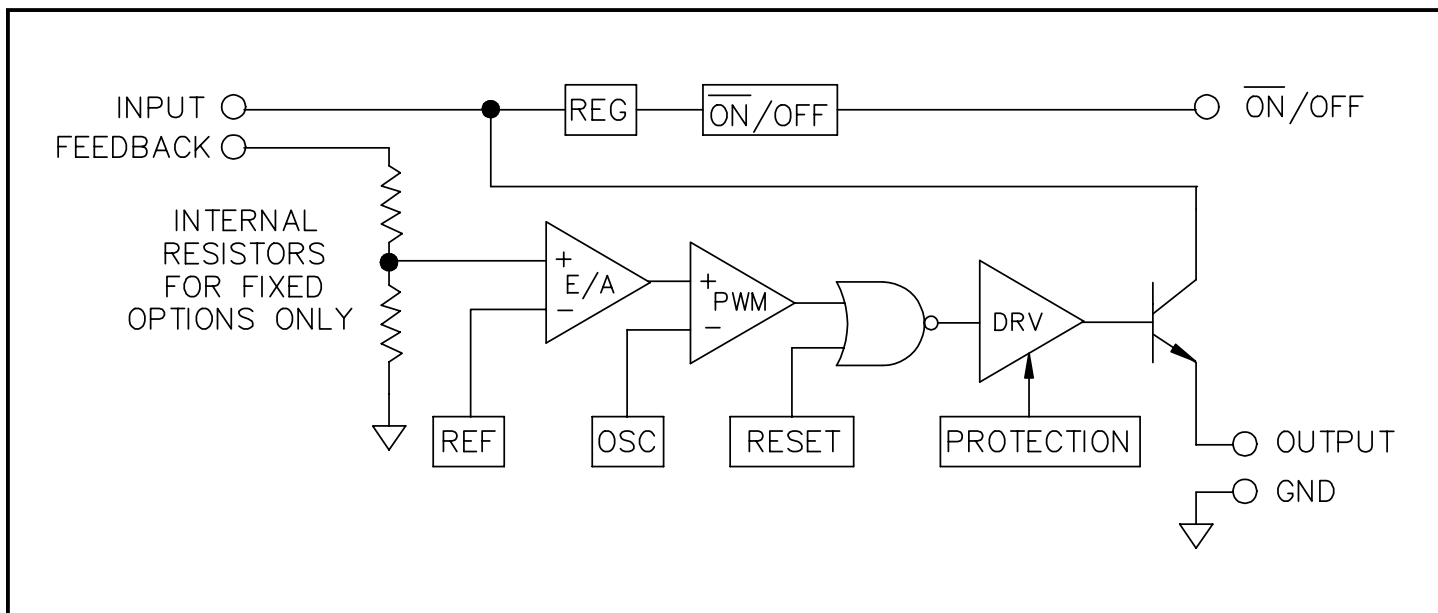 INPUT
REG
ON/OFF
ON/OFF
FEEDBACK
INTERNAL
RESISTORS
FOR FIXED
OPTIONS ONLY
+
E/A
−
+
PWM
−
DRV
REF
OSC
RESET
PROTECTION
OUTPUT
GND